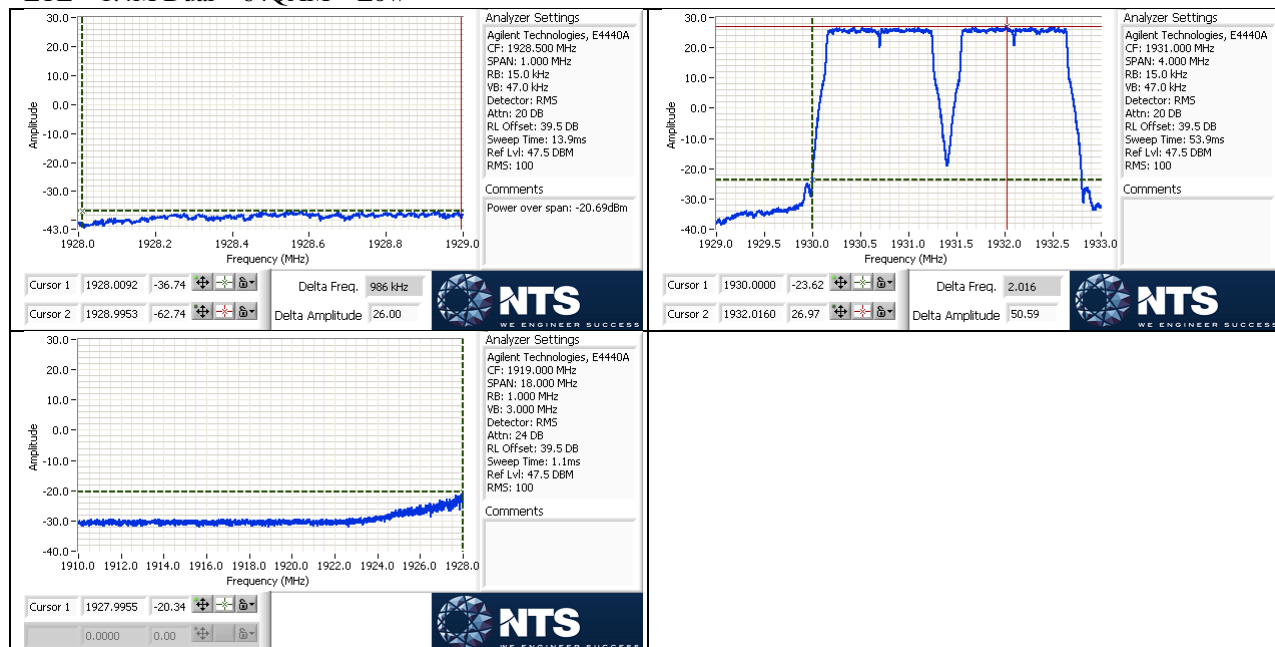 30.0
20.0
10.0
0.0
-10.0
-20.0
30.0
-43.0
Amplitude
1928.0 1928.2 1928.4 1928.6 1928.8 1929.0
Frequency (MHz)
Analyzer Settings
Agilent Technologies, E4440A
CF: 1928.500 MHz
SPAN: 1.000 MHz
RB: 15.0 kHz
VB: 47.0 kHz
Detector: RMS
Attn: 20 DB
RL Offset: 39.5 DB
Sweep Time: 13.9ms
Ref Lvl: 47.5 DBM
RMS: 100
Comments
Power over span: -20.69dBm
Cursor 1 1928.0092 -36.74
Cursor 2 1928.9953 -62.74
Delta Freq. 986 kHz
Delta Amplitude 26.00
NTS
WE ENGINEER SUCCESS
30.0
20.0
10.0
0.0
-10.0
-20.0
-30.0
-40.0
Amplitude
1929.0 1929.5 1930.0 1930.5 1931.0 1931.5 1932.0 1932.5 1933.0
Frequency (MHz)
Analyzer Settings
Agilent Technologies, E4440A
CF: 1931.000 MHz
SPAN: 4.000 MHz
RB: 15.0 kHz
VB: 47.0 kHz
Detector: RMS
Attn: 20 DB
RL Offset: 39.5 DB
Sweep Time: 53.9ms
Ref Lvl: 47.5 DBM
RMS: 100
Comments
Cursor 1 1930.0000 -23.62
Cursor 2 1932.0160 26.97
Delta Freq. 2.016
Delta Amplitude 50.59
NTS
WE ENGINEER SUCCESS
30.0
20.0
10.0
0.0
-10.0
-20.0
-30.0
-40.0
Amplitude
1910.0 1912.0 1914.0 1916.0 1918.0 1920.0 1922.0 1924.0 1926.0 1928.0
Frequency (MHz)
Analyzer Settings
Agilent Technologies, E4440A
CF: 1919.000 MHz
SPAN: 18.000 MHz
RB: 1.000 MHz
VB: 3.000 MHz
Detector: RMS
Attn: 24 DB
RL Offset: 39.5 DB
Sweep Time: 1.1ms
Ref Lvl: 47.5 DBM
RMS: 100
Comments
Cursor 1 1927.9955 -20.34
0.0000 0.00
NTS